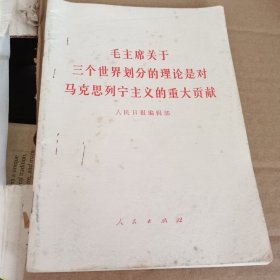 毛主席关于
三个世界划分的理论是对
马克思列宁主义的重大贡献
人民日报编辑部
人民出版社